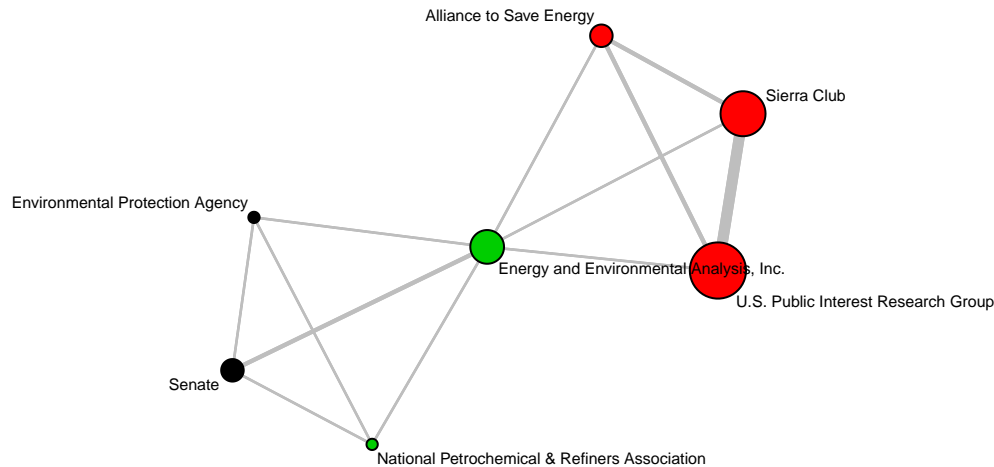 Alliance to Save Energy
Sierra Club
Environmental Protection Agency
Energy and Environmental Analysis, Inc.
U.S. Public Interest Research Group
Senate
National Petrochemical & Refiners Association